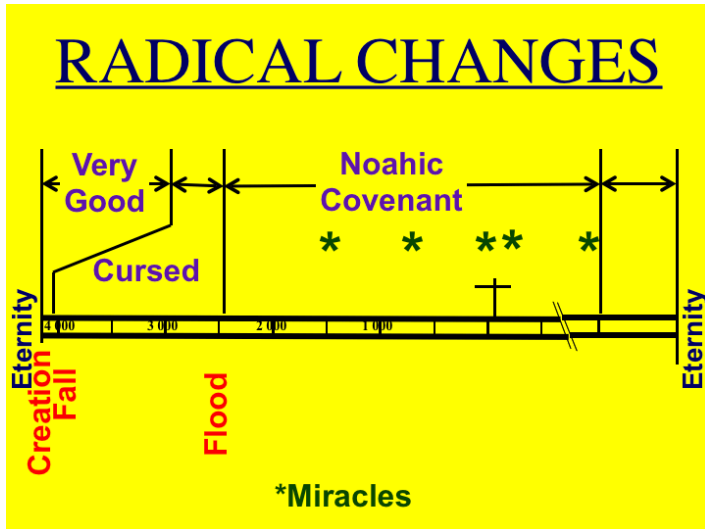 RADICAL CHANGES
Very
Good
Noahic
Covenant
* * ** *
Cursed
Eternity
4 000 3 000 2 000 1 000
Eternity
Creation
Fall
Flood
*Miracles